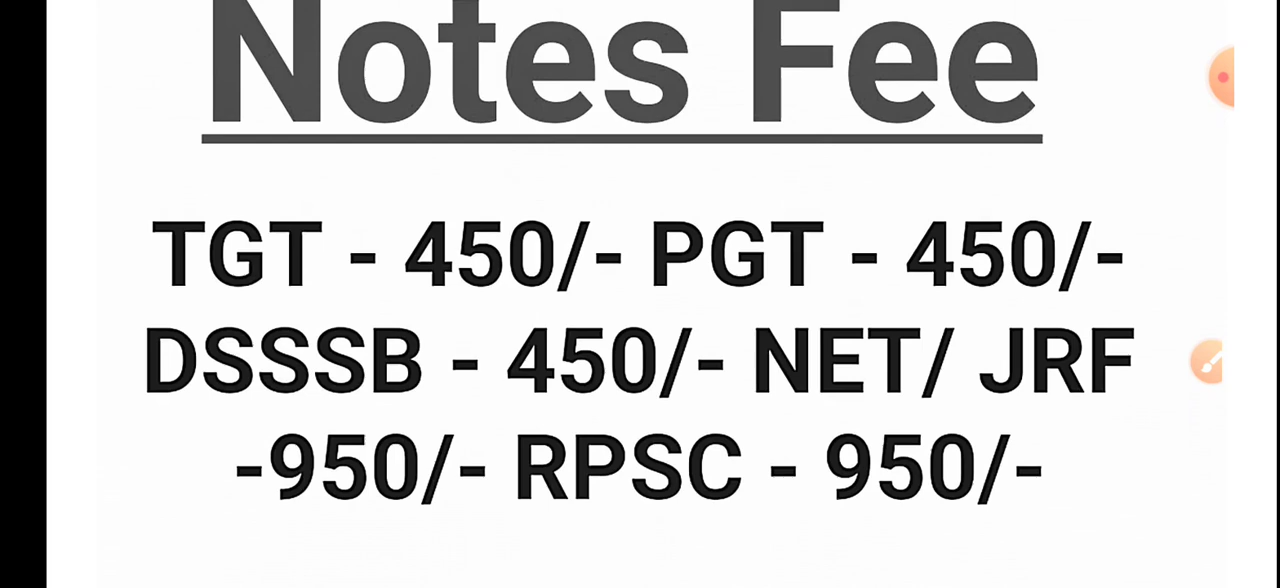 Notes Fee
TGT - 450/- PGT - 450/-
DSSSB - 450/- NET/ JRF
-950/- RPSC - 950/-